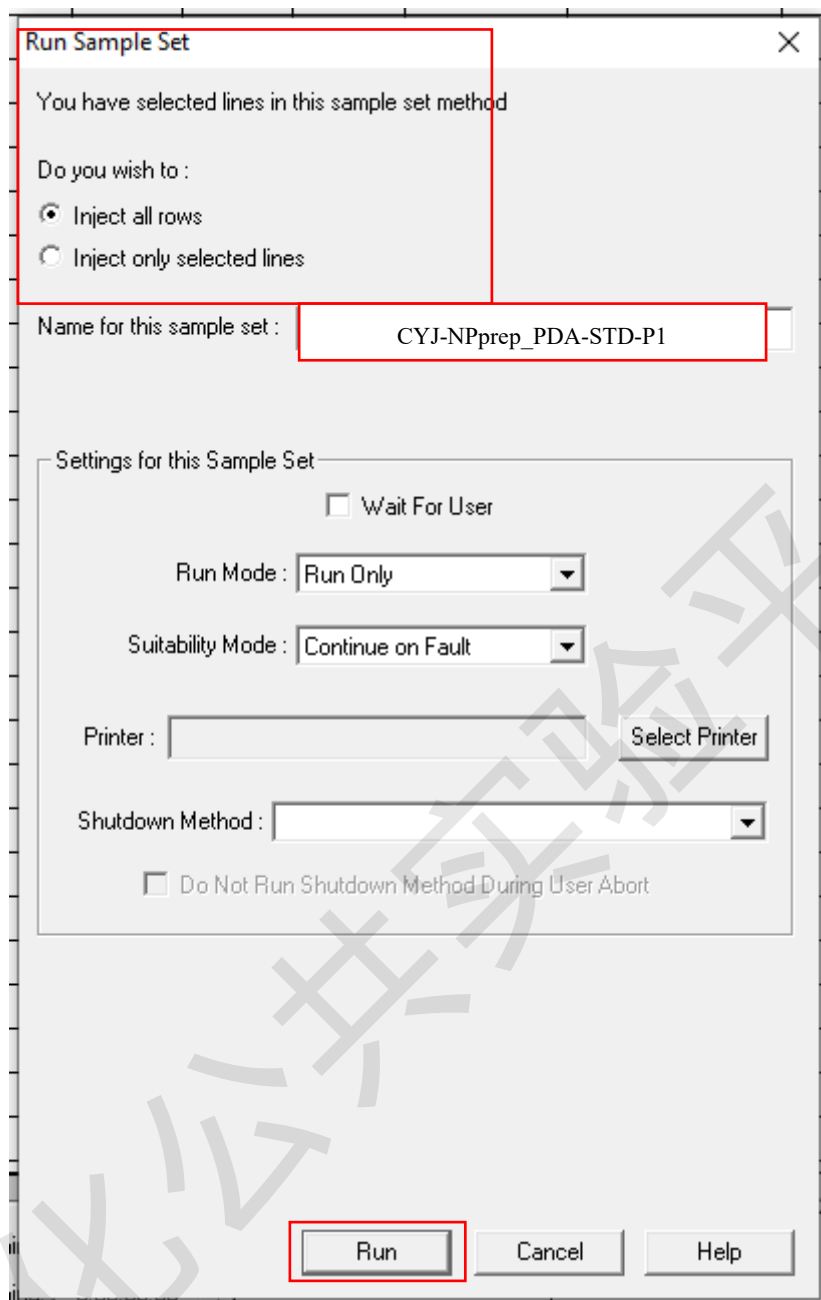 Run Sample Set
You have selected lines in this sample set method
Do you wish to :
Inject all rows
Inject only selected lines
Name for this sample set : CYJ-NPprep_PDA-STD-P1
Settings for this Sample Set
Wait For User
Run Mode : Run Only
Suitability Mode : Continue on Fault
Printer : Select Printer
Shutdown Method :
Do Not Run Shutdown Method During User Abort
Run Cancel Help
化公共实验平